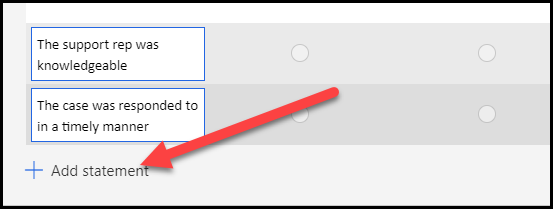 The support rep was
knowledgeable
The case was responded to
in a timely manner
Add statement